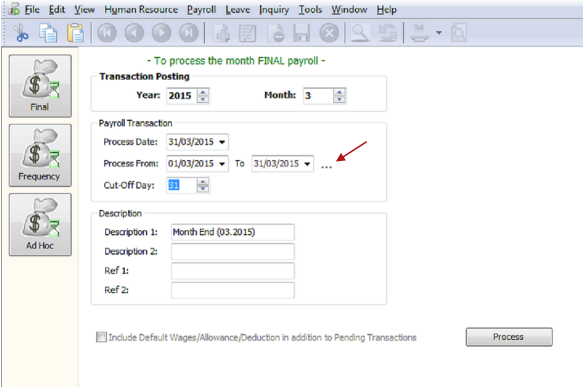 File Edit View Human Resource Payroll Leave Inquiry Tools Window Help
- To process the month FINAL payroll -
Transaction Posting
Year: 2015 Month: 3
Final
Payroll Transaction
Process Date: 31/03/2015
Process From: 01/03/2015 To 31/03/2015 ...
Frequency
Cut-Off Day: 31
Description
Description 1: Month End (03.2015)
Ad Hoc
Description 2:
Ref 1:
Ref 2:
Include Default Wages/Allowance/Deduction in addition to Pending Transactions
Process